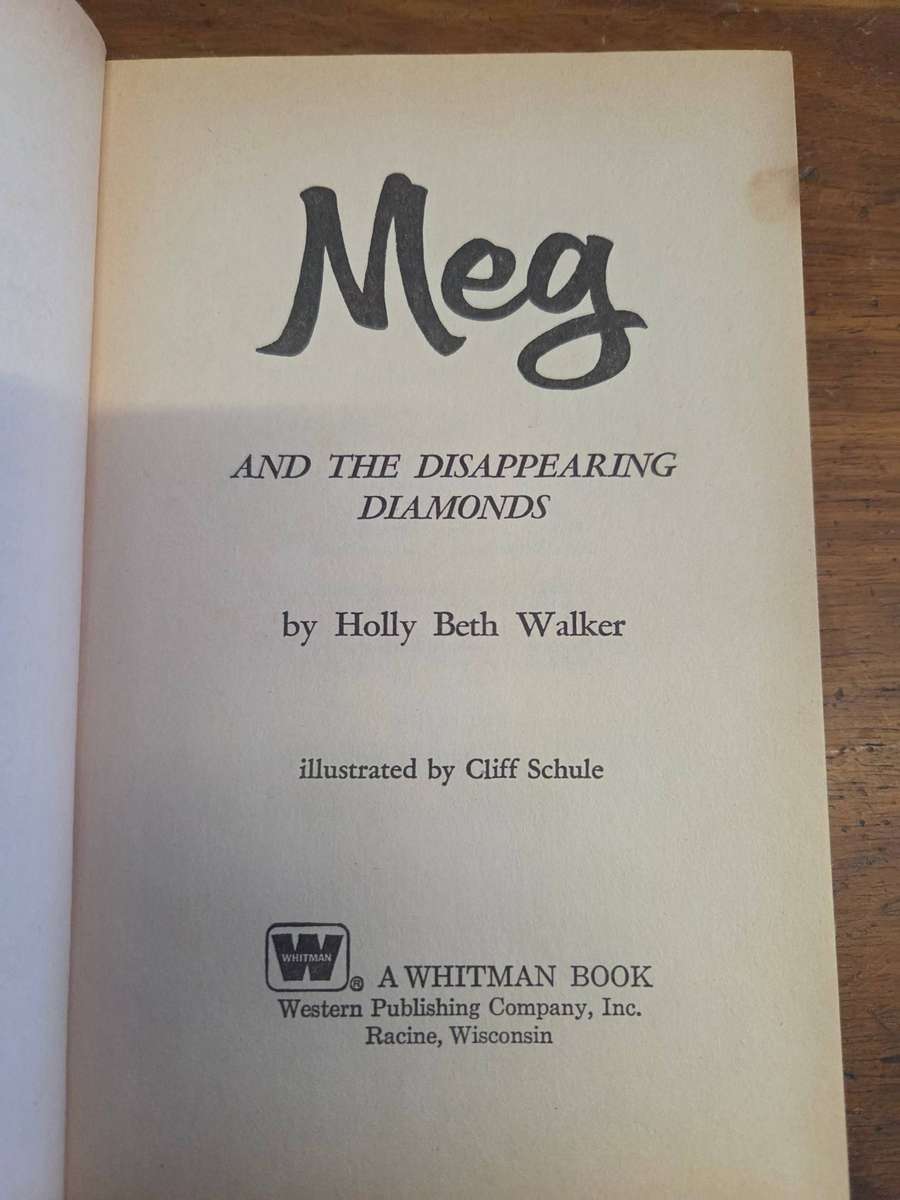 Meg
AND THE DISAPPEARING
DIAMONDS
by Holly Beth Walker
illustrated by Cliff Schule
W
WHITMAN
® A WHITMAN BOOK
Western Publishing Company, Inc.
Racine, Wisconsin